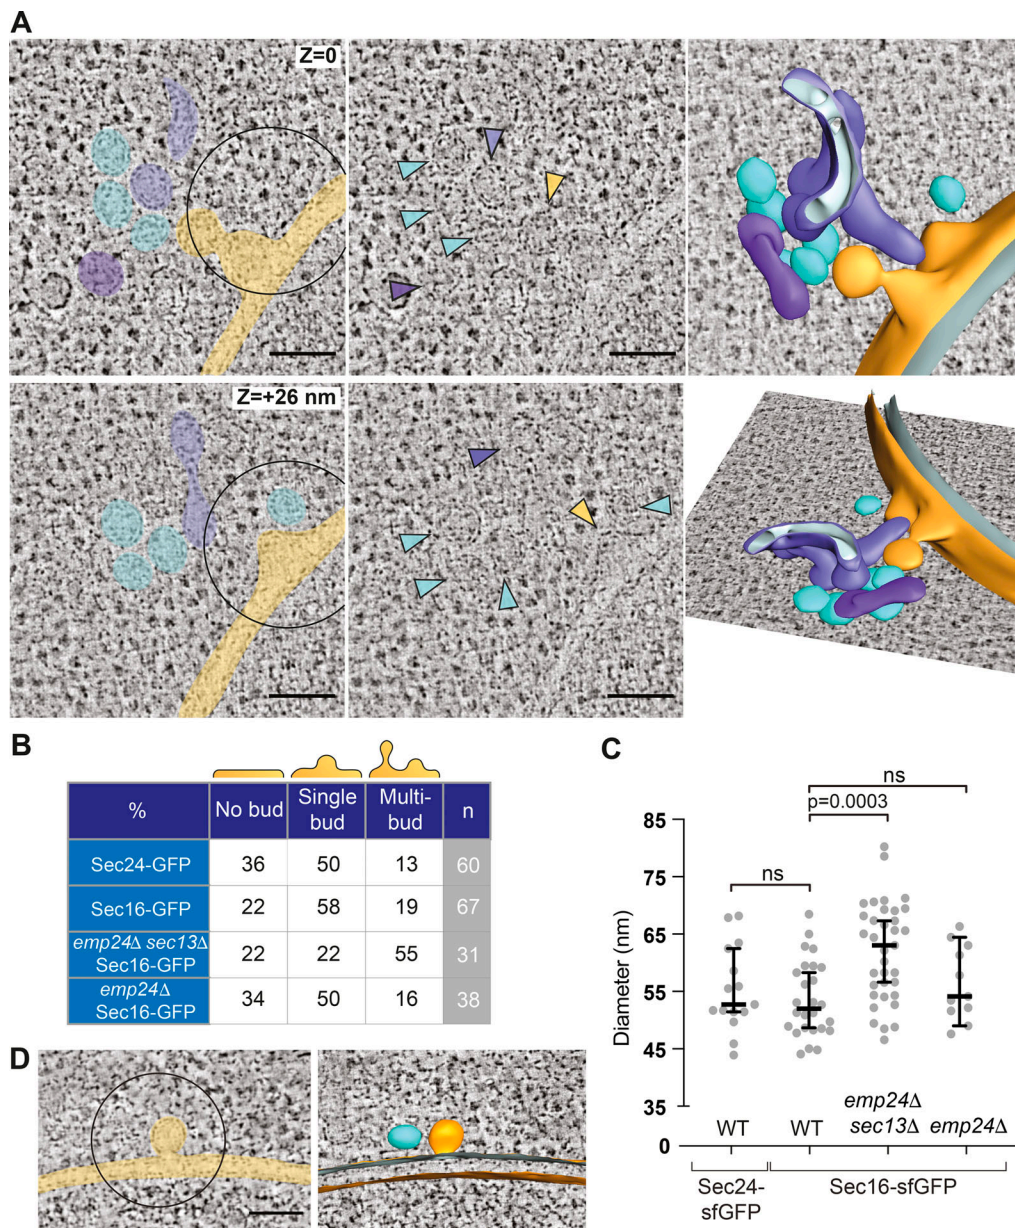 A
Z=0
Z=+26 nm
B
% No bud Single bud Multi-bud n
Sec24-GFP 36 50 13 60
Sec16-GFP 22 58 19 67
emp24Δ sec13Δ Sec16-GFP 22 22 55 31
emp24Δ Sec16-GFP 34 50 16 38
C
ns
p=0.0003
ns
Diameter (nm)
85
75
65
55
45
35
0
WT WT emp24Δ sec13Δ emp24Δ
Sec24-sfGFP Sec16-sfGFP
D